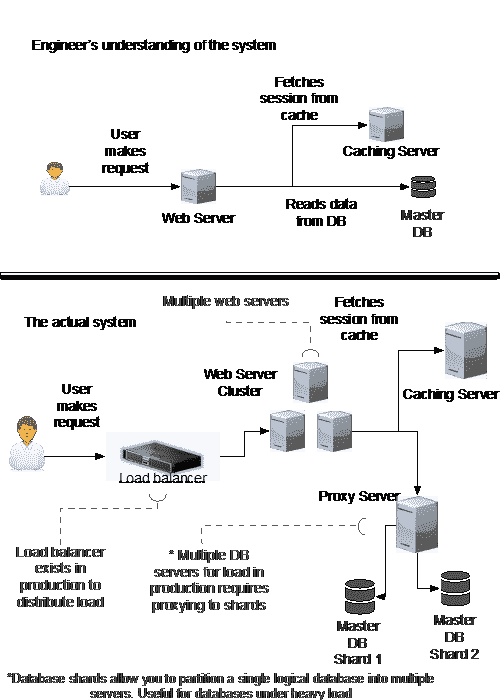 Engineer's understanding of the system
Fetches
session from
cache
User
makes
request
Caching Server
Web Server
Reads data
from DB
Master
DB
Multiple web servers
Fetches
session from
cache
The actual system
Web Server
Cluster
User
makes
request
Caching Server
Load balancer
Proxy Server
Load balancer
exists in
production to
distribute load
* Multiple DB
servers for load in
production requires
proxying to shards
Master
DB
Shard 1
Master
DB
Shard 2
*Database shards allow you to partition a single logical database into multiple
servers. Useful for databases under heavy load